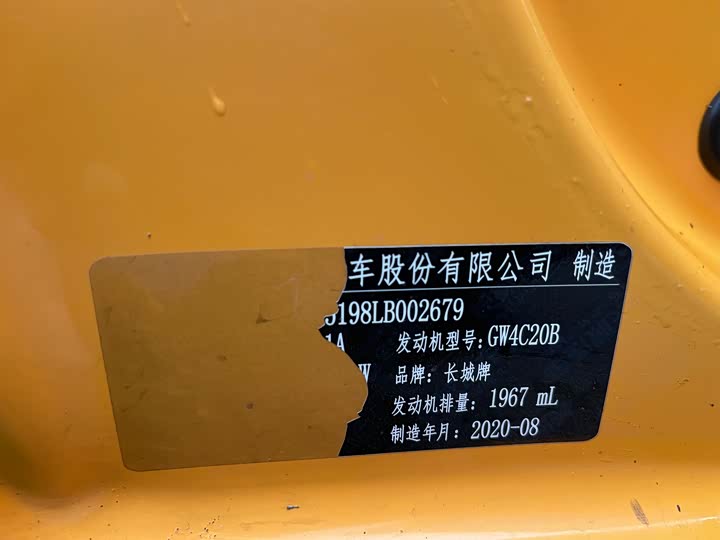 车股份有限公司 制造
J198LB002679
1A 发动机型号: GW4C20B
W 品牌: 长城牌
发动机排量: 1967 mL
制造年月: 2020-08